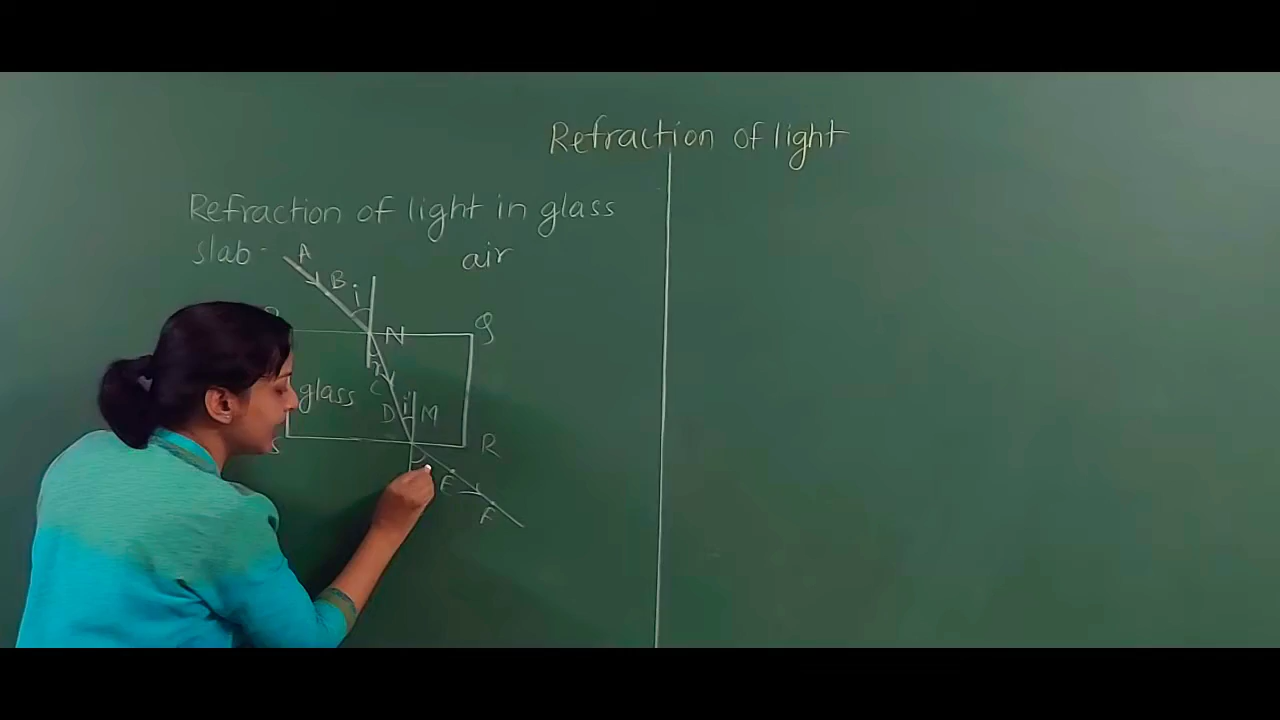 Refraction of light
Refraction of light in glass
slab-
air
A
B
i
N
Q
r
glass
C
D
i
M
R
E
F